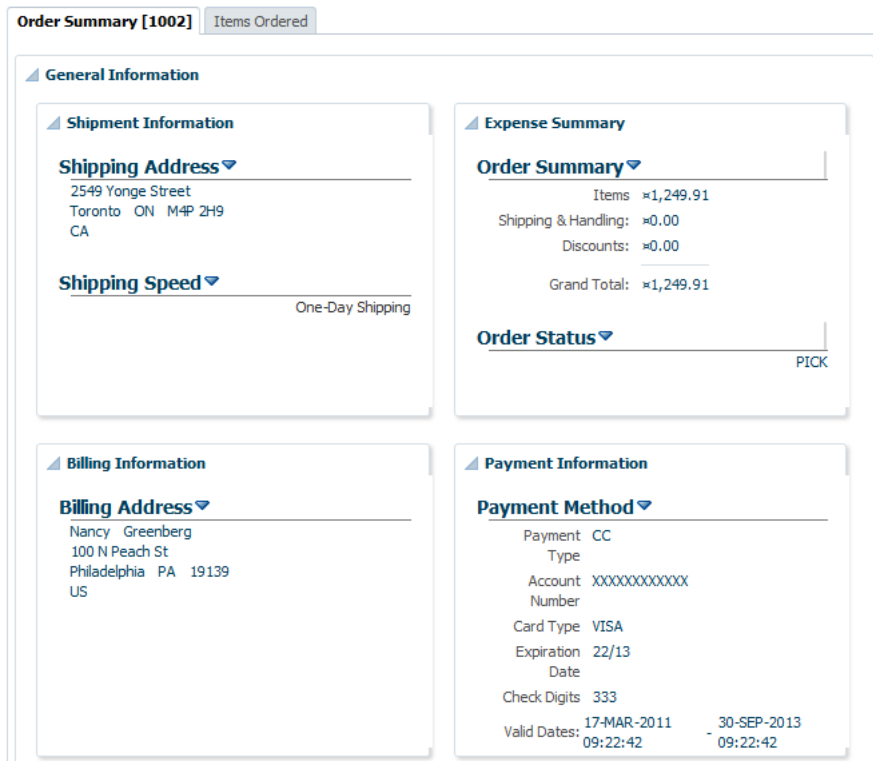 Order Summary [1002] Items Ordered
General Information
Shipment Information
Shipping Address
2549 Yonge Street
Toronto ON M4P 2H9
CA
Shipping Speed
One-Day Shipping
Expense Summary
Order Summary
Items ¤1,249.91
Shipping & Handling: ¤0.00
Discounts: ¤0.00
Grand Total: ¤1,249.91
Order Status
PICK
Billing Information
Billing Address
Nancy Greenberg
100 N Peach St
Philadelphia PA 19139
US
Payment Information
Payment Method
Payment CC
Type
Account XXXXXXXXXXXX
Number
Card Type VISA
Expiration 22/13
Date
Check Digits 333
Valid Dates: 17-MAR-2011 09:22:42 - 30-SEP-2013 09:22:42